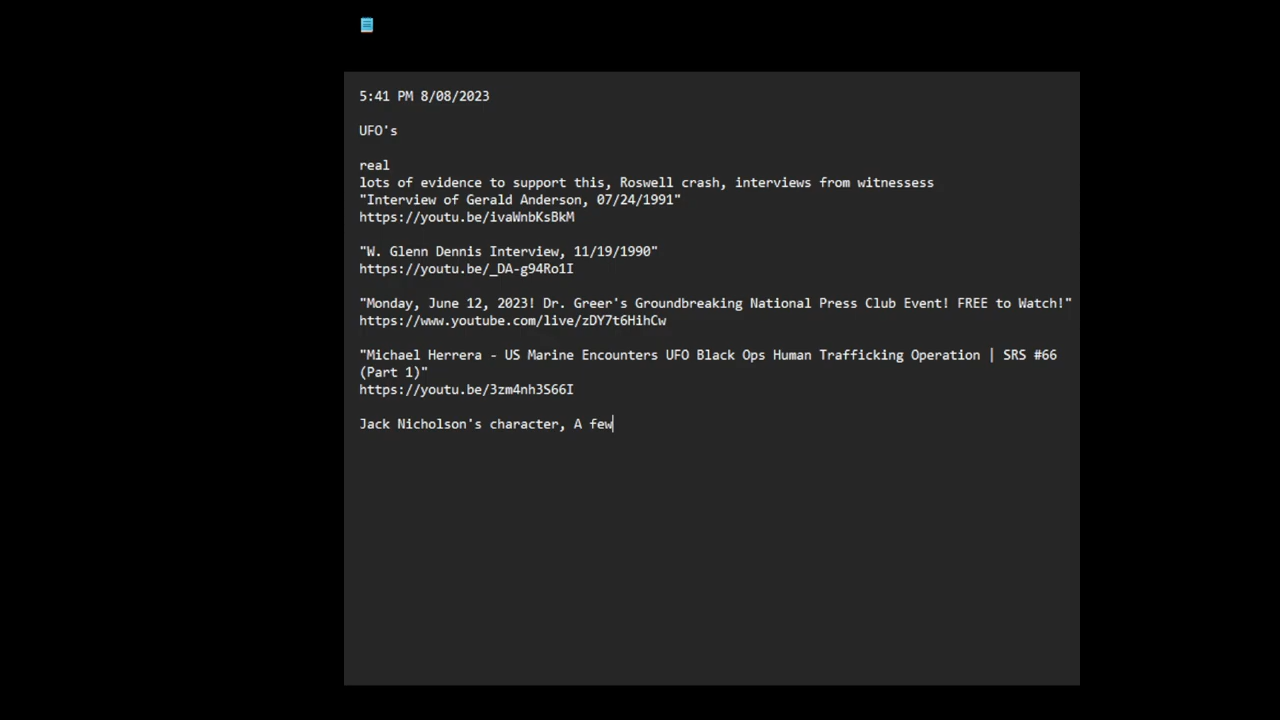 5:41 PM 8/08/2023
UFO's
real
lots of evidence to support this, Roswell crash, interviews from witnessess
"Interview of Gerald Anderson, 07/24/1991"
https://youtu.be/ivaWnbKsBkM
"W. Glenn Dennis Interview, 11/19/1990"
https://youtu.be/_DA-g94Ro1I
"Monday, June 12, 2023! Dr. Greer's Groundbreaking National Press Club Event! FREE to Watch!"
https://www.youtube.com/live/zDY7t6HihCw
"Michael Herrera - US Marine Encounters UFO Black Ops Human Trafficking Operation | SRS #66
(Part 1)"
https://youtu.be/3zm4nh3S66I
Jack Nicholson's character, A few